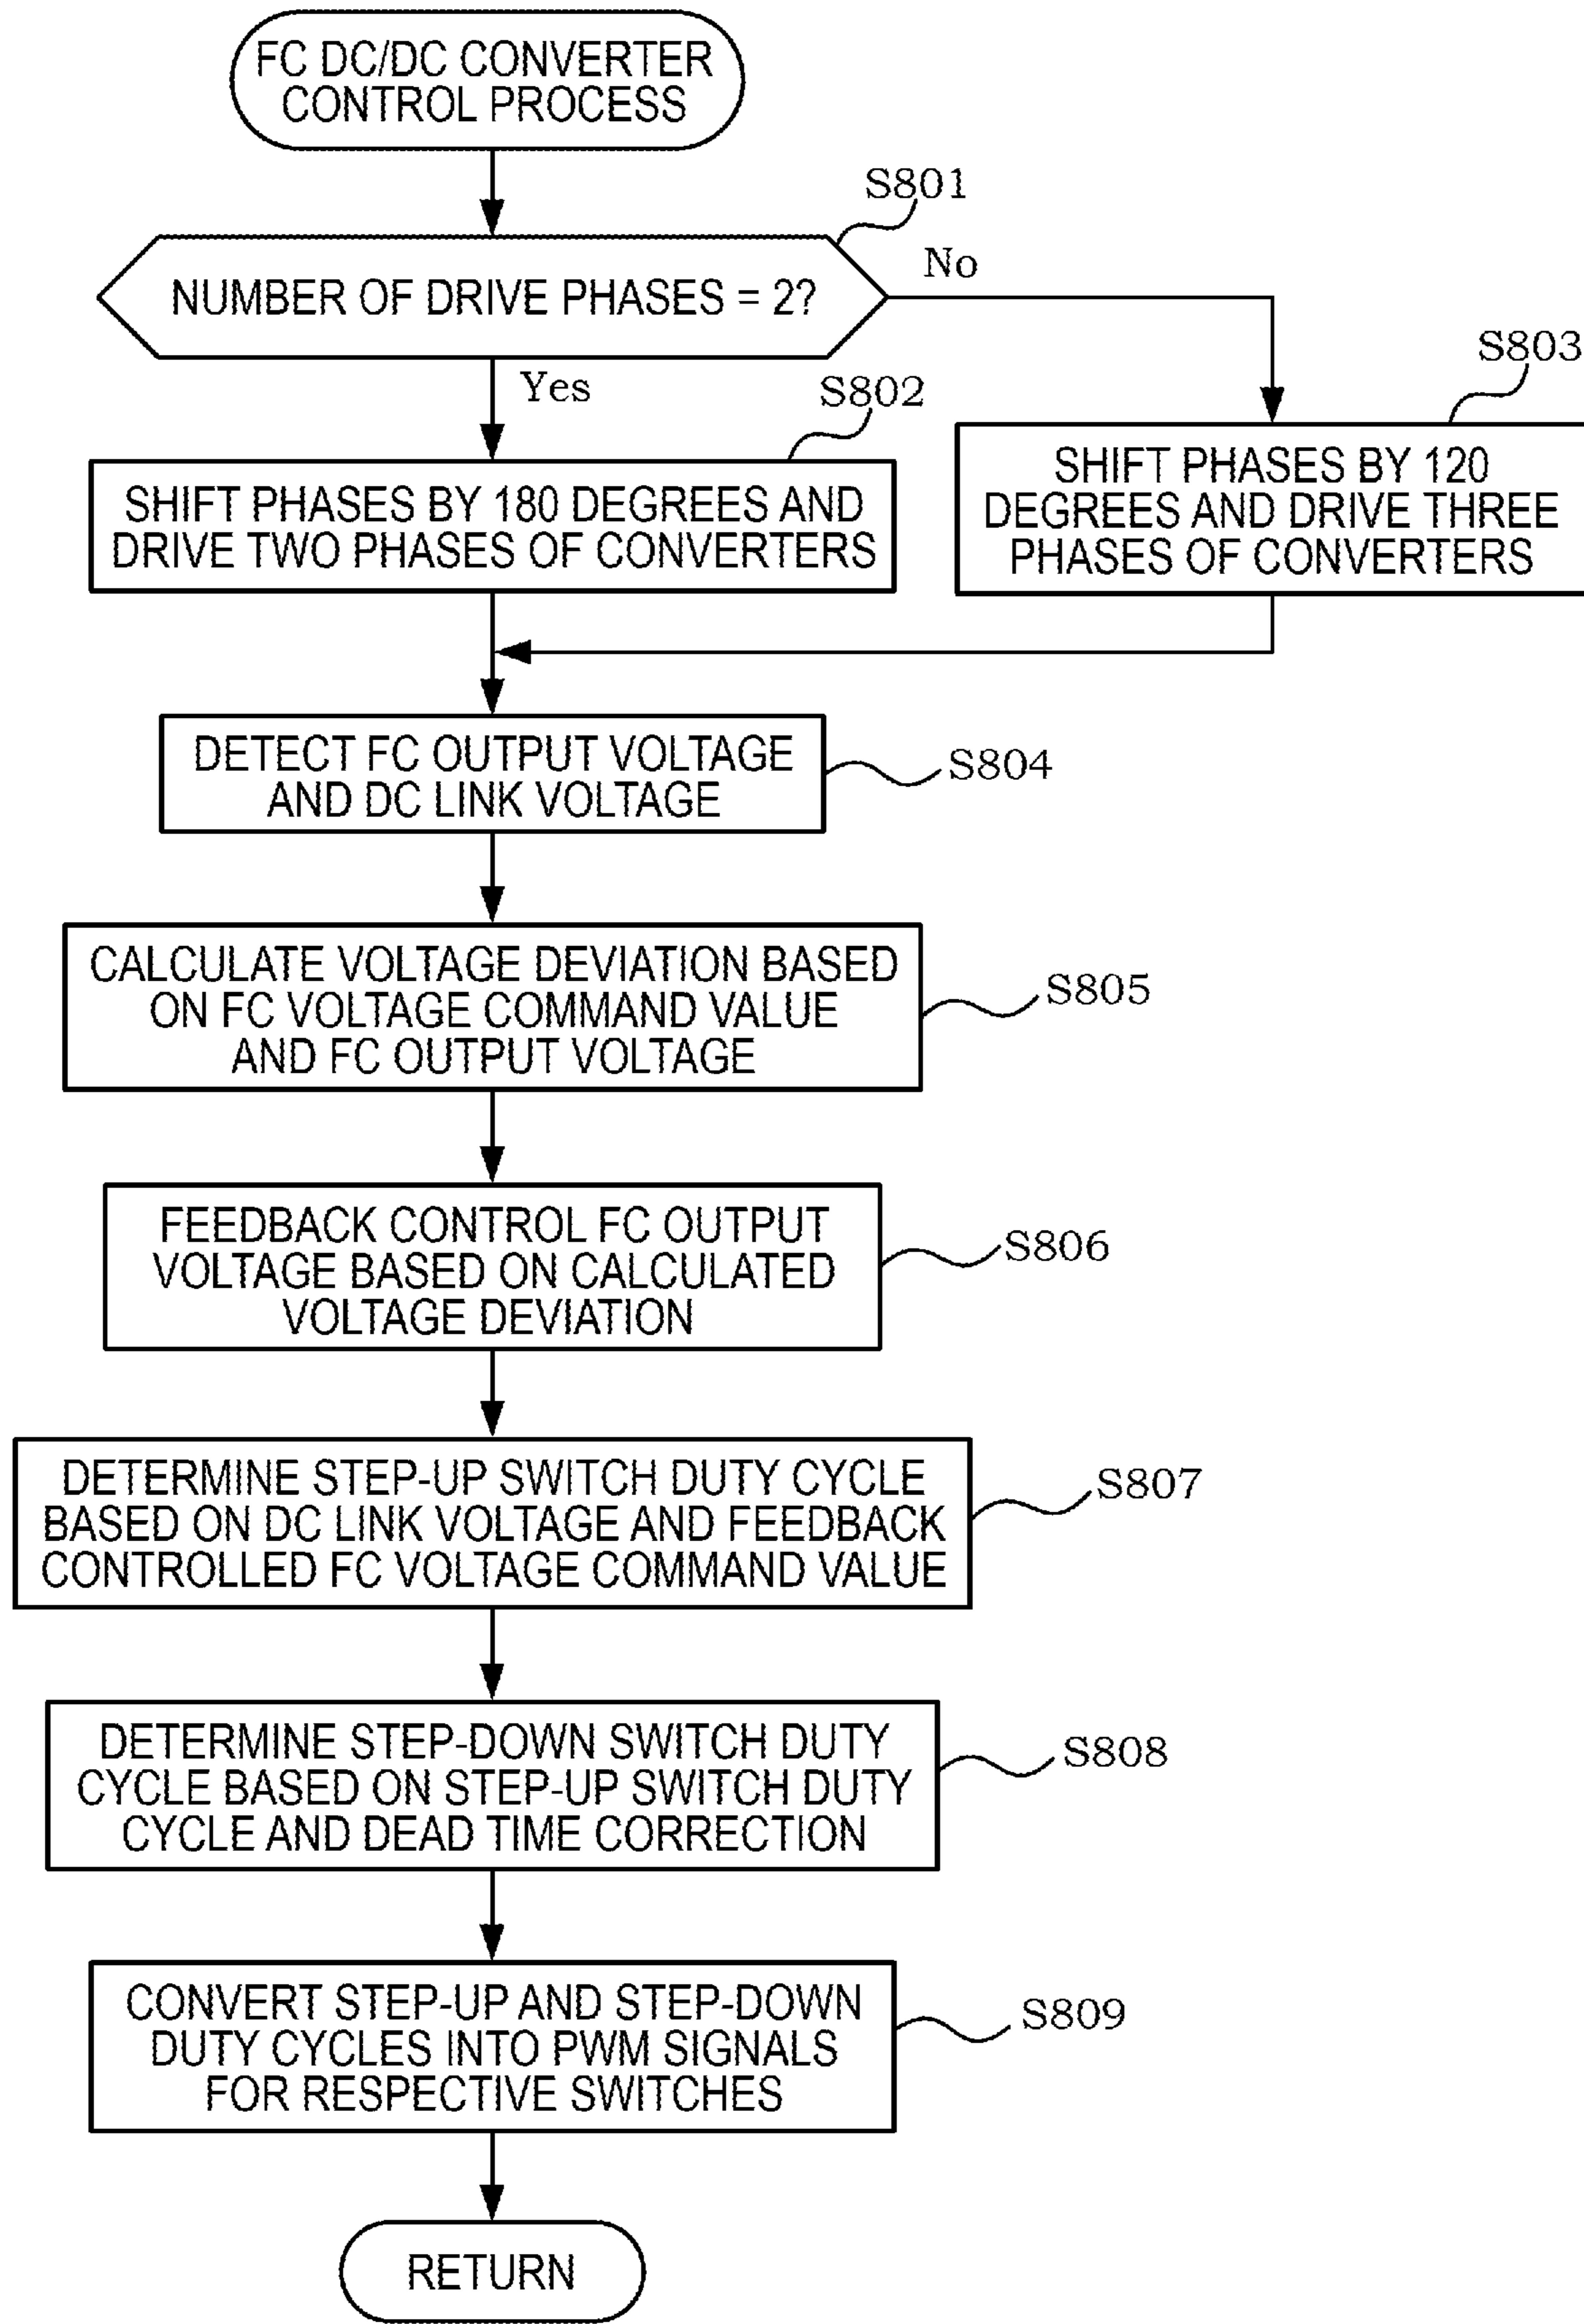 FC DC/DC CONVERTER
CONTROL PROCESS
S801
NUMBER OF DRIVE PHASES = 2?
No
Yes
S802
SHIFT PHASES BY 180 DEGREES AND
DRIVE TWO PHASES OF CONVERTERS
S803
SHIFT PHASES BY 120
DEGREES AND DRIVE THREE
PHASES OF CONVERTERS
DETECT FC OUTPUT VOLTAGE
AND DC LINK VOLTAGE
S804
CALCULATE VOLTAGE DEVIATION BASED
ON FC VOLTAGE COMMAND VALUE
AND FC OUTPUT VOLTAGE
S805
FEEDBACK CONTROL FC OUTPUT
VOLTAGE BASED ON CALCULATED
VOLTAGE DEVIATION
S806
DETERMINE STEP-UP SWITCH DUTY CYCLE
BASED ON DC LINK VOLTAGE AND FEEDBACK
CONTROLLED FC VOLTAGE COMMAND VALUE
S807
DETERMINE STEP-DOWN SWITCH DUTY
CYCLE BASED ON STEP-UP SWITCH DUTY
CYCLE AND DEAD TIME CORRECTION
S808
CONVERT STEP-UP AND STEP-DOWN
DUTY CYCLES INTO PWM SIGNALS
FOR RESPECTIVE SWITCHES
S809
RETURN